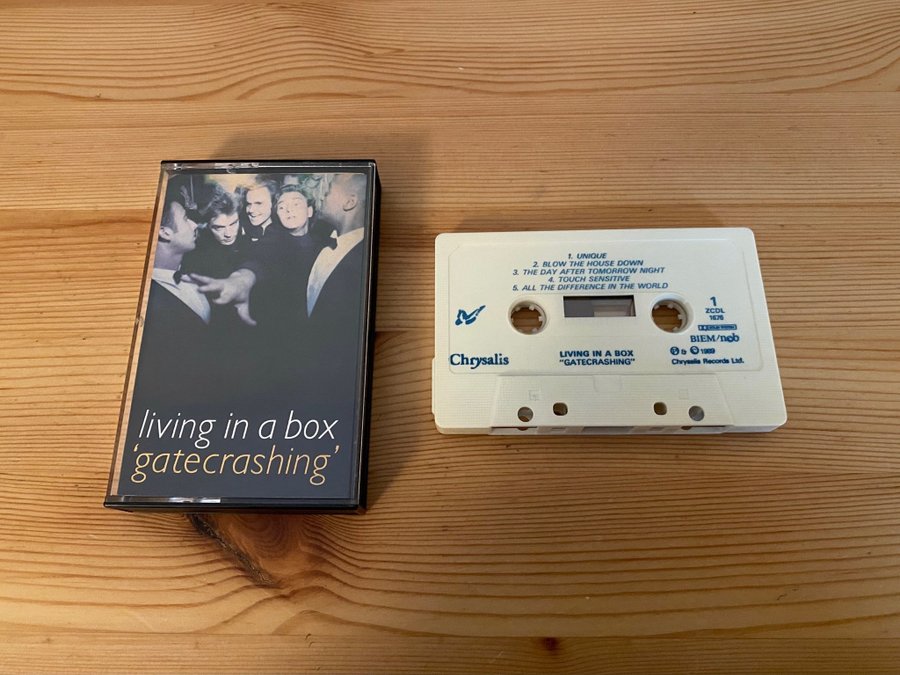 living in a box
'gatecrashing'
1. UNIQUE
2. BLOW THE HOUSE DOWN
3. THE DAY AFTER TOMORROW NIGHT
4. TOUCH SENSITIVE
5. ALL THE DIFFERENCE IN THE WORLD
1
ZCDL
1676
BIEM/ncb
Chrysalis
LIVING IN A BOX
"GATECRASHING"
℗ & © 1989
Chrysalis Records Ltd.